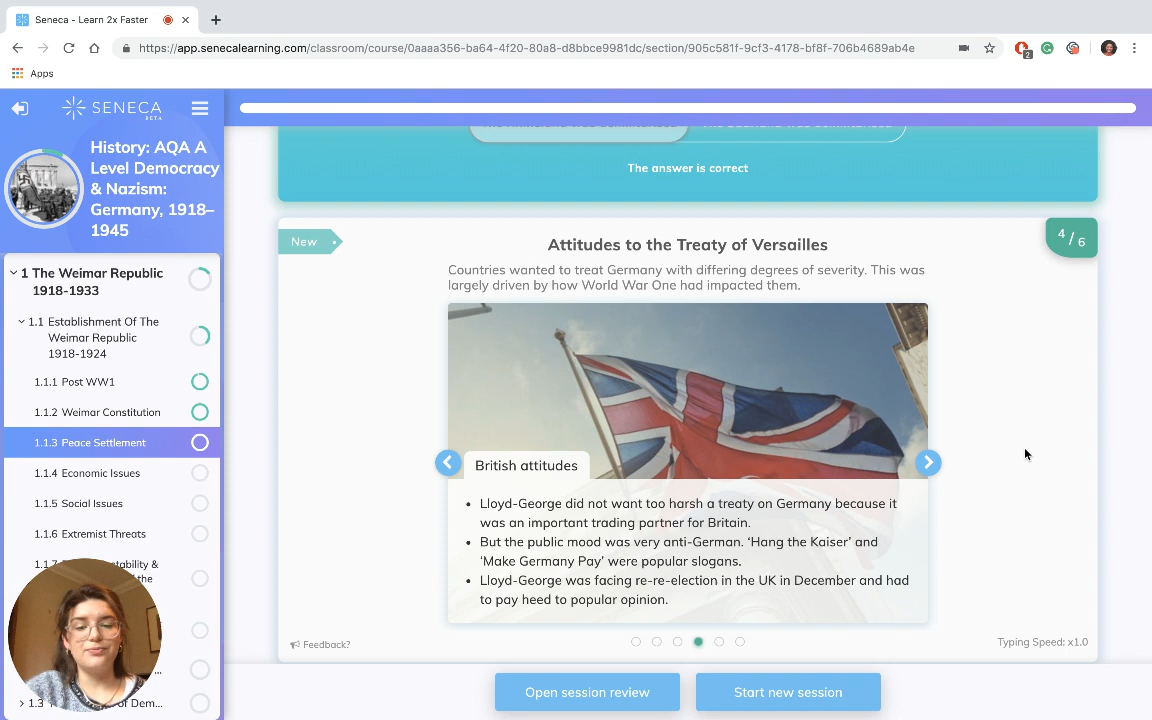 Seneca - Learn 2x Faster
https://app.senecalearning.com/classroom/course/0aaaa356-ba64-4f20-80a8-d8bbce9981dc/section/905c581f-9cf3-4178-bf8f-706b4689ab4e
2
Apps
SENECA
BETA
History: AQA A
Level Democracy
& Nazism:
Germany, 1918–
1945
1 The Weimar Republic
1918-1933
1.1 Establishment Of The
Weimar Republic
1918-1924
1.1.1 Post WW1
1.1.2 Weimar Constitution
1.1.3 Peace Settlement
1.1.4 Economic Issues
1.1.5 Social Issues
1.1.6 Extremist Threats
The answer is correct
New
Attitudes to the Treaty of Versailles
4 / 6
Countries wanted to treat Germany with differing degrees of severity. This was
largely driven by how World War One had impacted them.
British attitudes
• Lloyd-George did not want too harsh a treaty on Germany because it
was an important trading partner for Britain.
• But the public mood was very anti-German. ‘Hang the Kaiser’ and
‘Make Germany Pay’ were popular slogans.
• Lloyd-George was facing re-re-election in the UK in December and had
to pay heed to popular opinion.
Feedback?
Typing Speed: x1.0
Open session review
Start new session
1.3 of Dem...